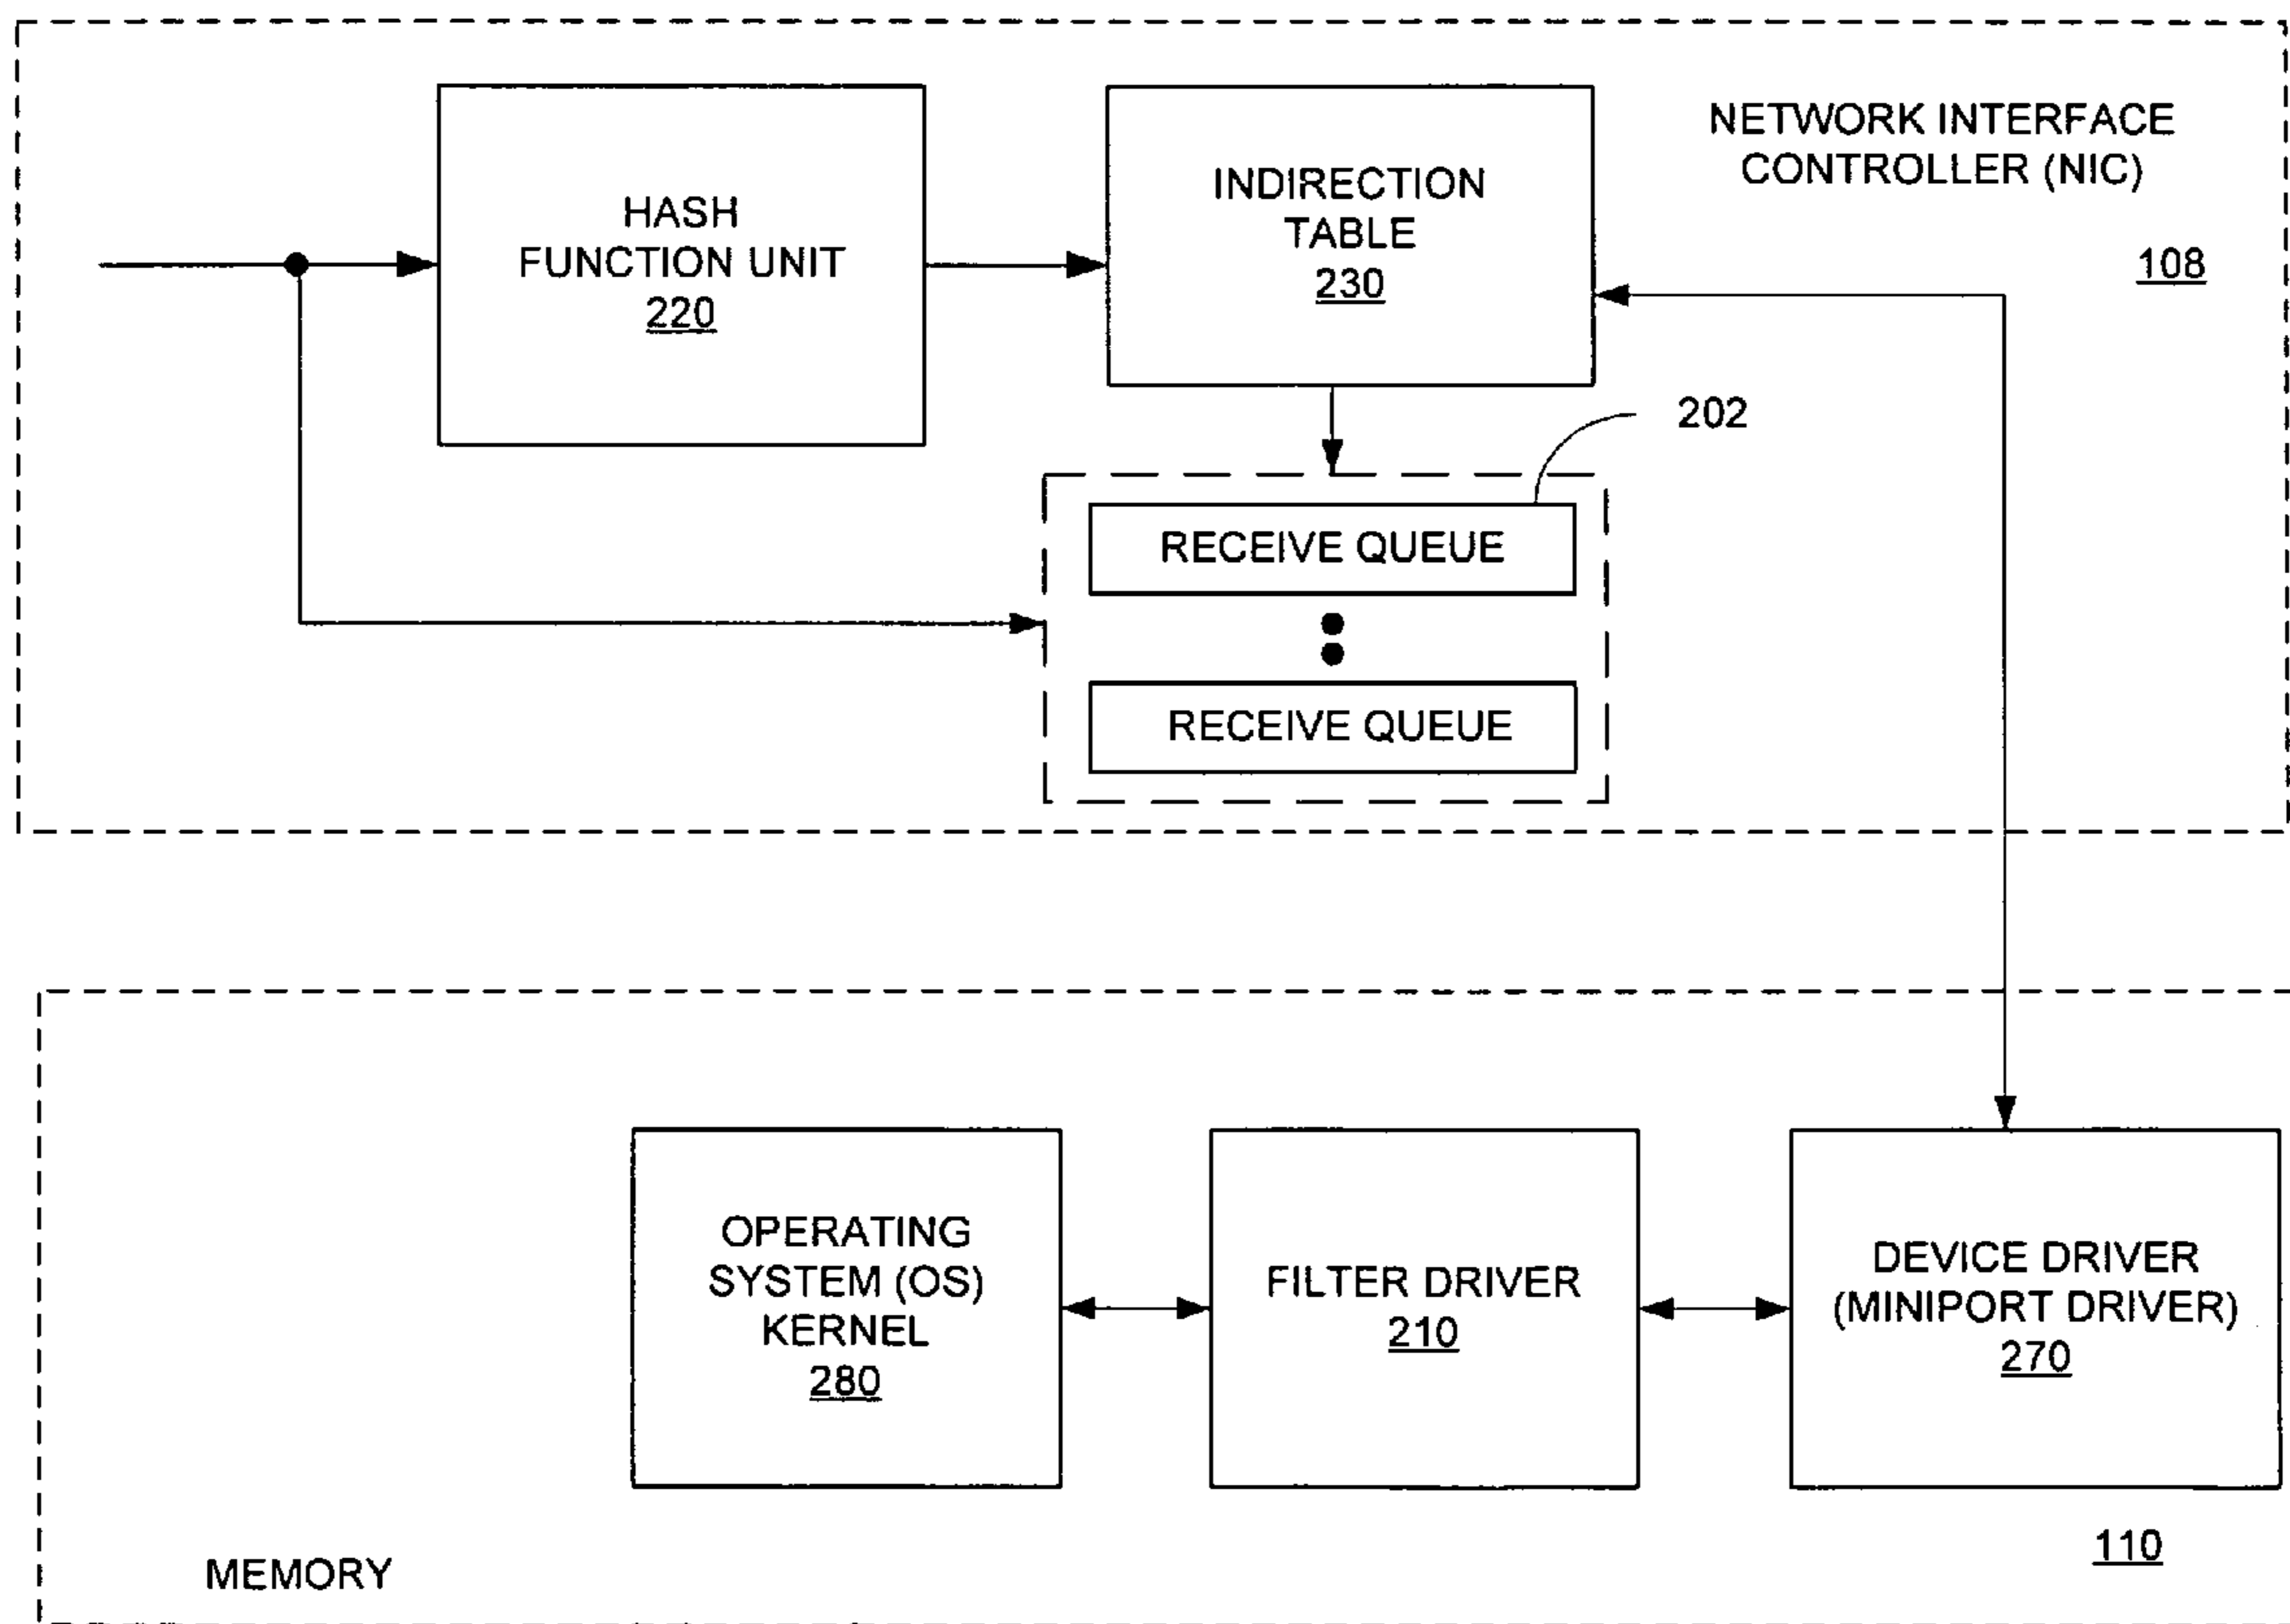 HASH
FUNCTION UNIT
220
INDIRECTION
TABLE
230
NETWORK INTERFACE
CONTROLLER (NIC)
108
202
RECEIVE QUEUE
RECEIVE QUEUE
OPERATING
SYSTEM (OS)
KERNEL
280
FILTER DRIVER
210
DEVICE DRIVER
(MINIPORT DRIVER)
270
110
MEMORY